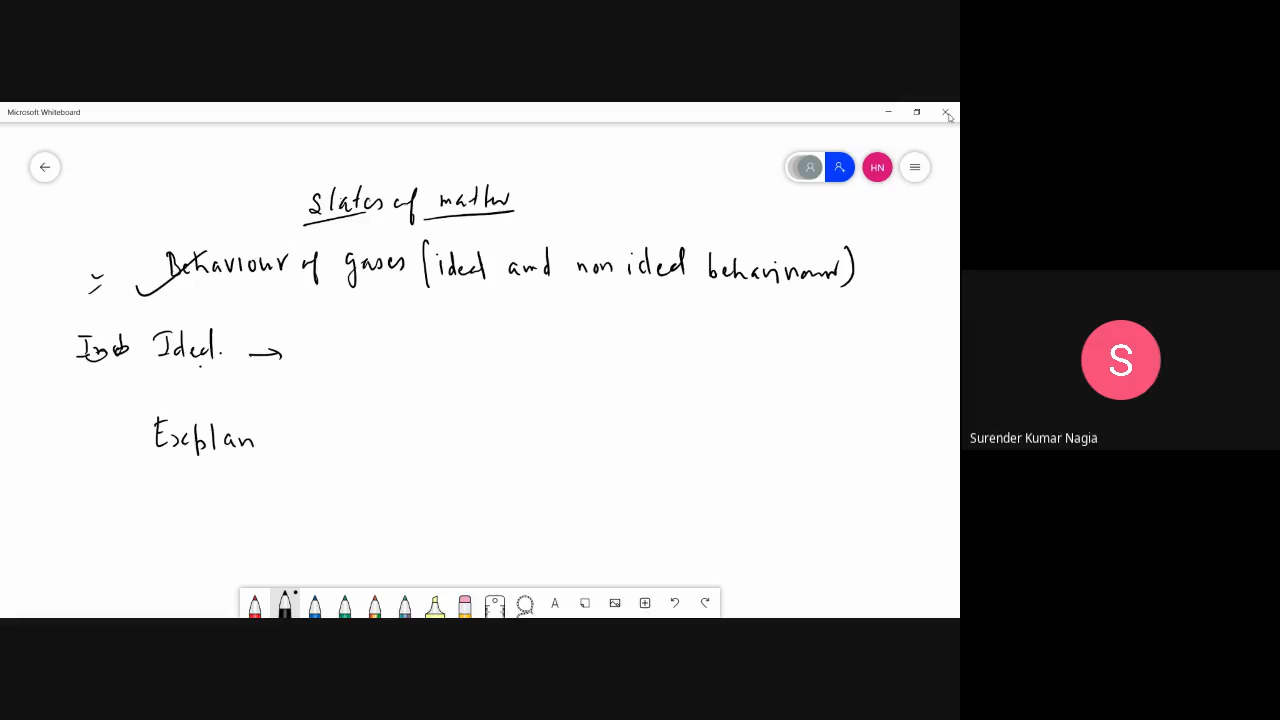 Microsoft Whiteboard
HN
States of matter
Behaviour of gases (ideal and non ideal behaviour)
Ideal. →
Explan
A
S
Surender Kumar Nagia